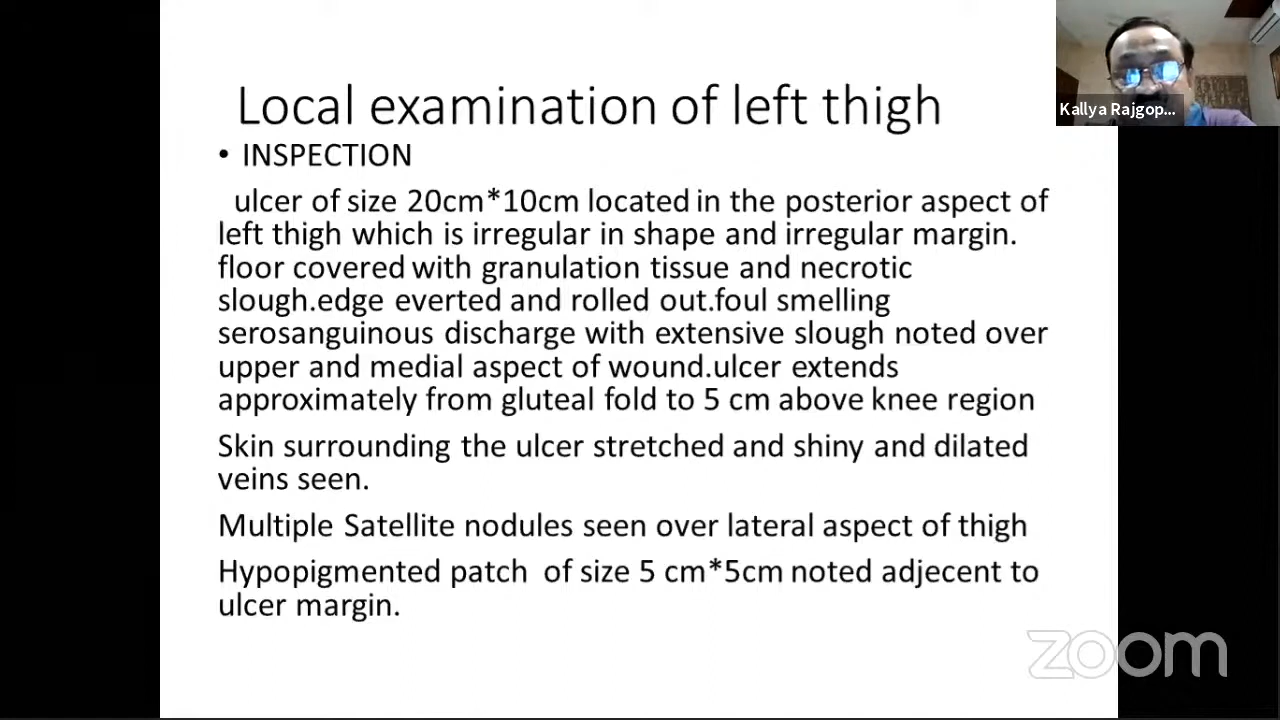 Local examination of left thigh
• INSPECTION
ulcer of size 20cm*10cm located in the posterior aspect of
left thigh which is irregular in shape and irregular margin.
floor covered with granulation tissue and necrotic
slough.edge everted and rolled out.foul smelling
serosanguinous discharge with extensive slough noted over
upper and medial aspect of wound.ulcer extends
approximately from gluteal fold to 5 cm above knee region
Skin surrounding the ulcer stretched and shiny and dilated
veins seen.
Multiple Satellite nodules seen over lateral aspect of thigh
Hypopigmented patch of size 5 cm*5cm noted adjecent to
ulcer margin.
Kallya Rajgop...
zoom